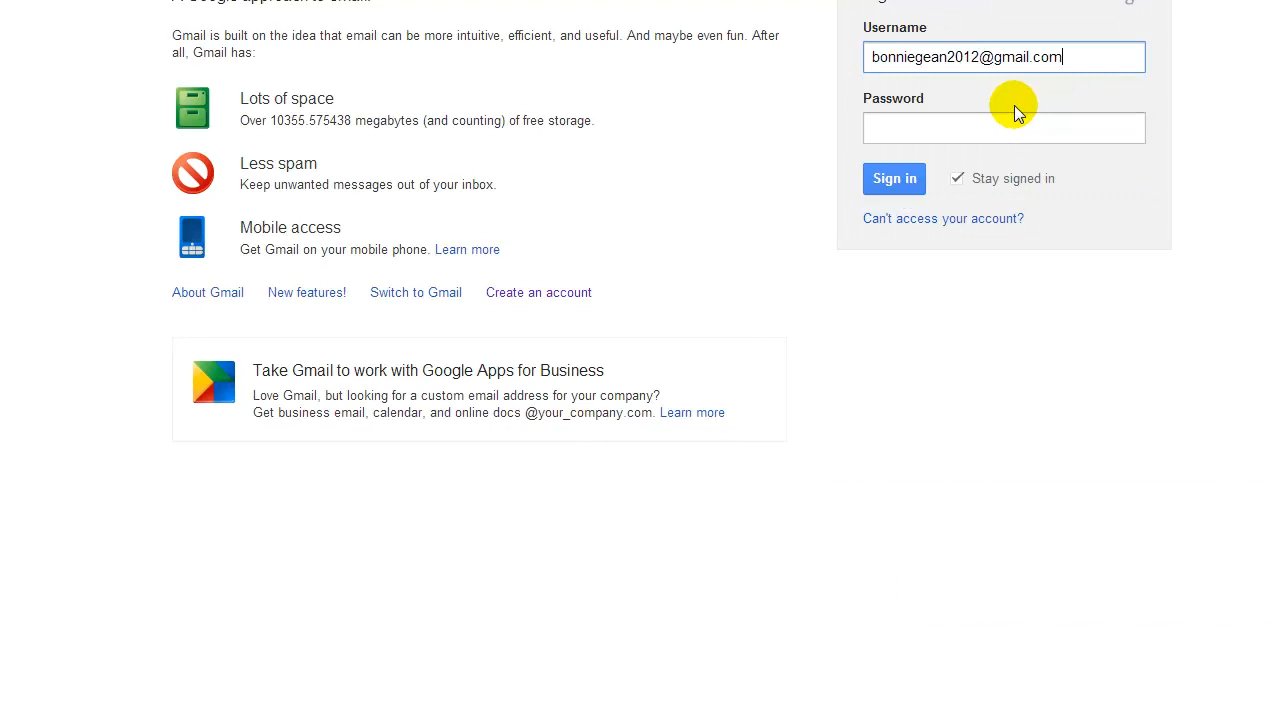 Gmail is built on the idea that email can be more intuitive, efficient, and useful. And maybe even fun. After
all, Gmail has:
Lots of space
Over 10355.575438 megabytes (and counting) of free storage.
Less spam
Keep unwanted messages out of your inbox.
Mobile access
Get Gmail on your mobile phone. Learn more
About Gmail New features! Switch to Gmail Create an account
Take Gmail to work with Google Apps for Business
Love Gmail, but looking for a custom email address for your company?
Get business email, calendar, and online docs @your_company.com. Learn more
Username
bonniegean2012@gmail.com
Password
Sign in Stay signed in
Can't access your account?